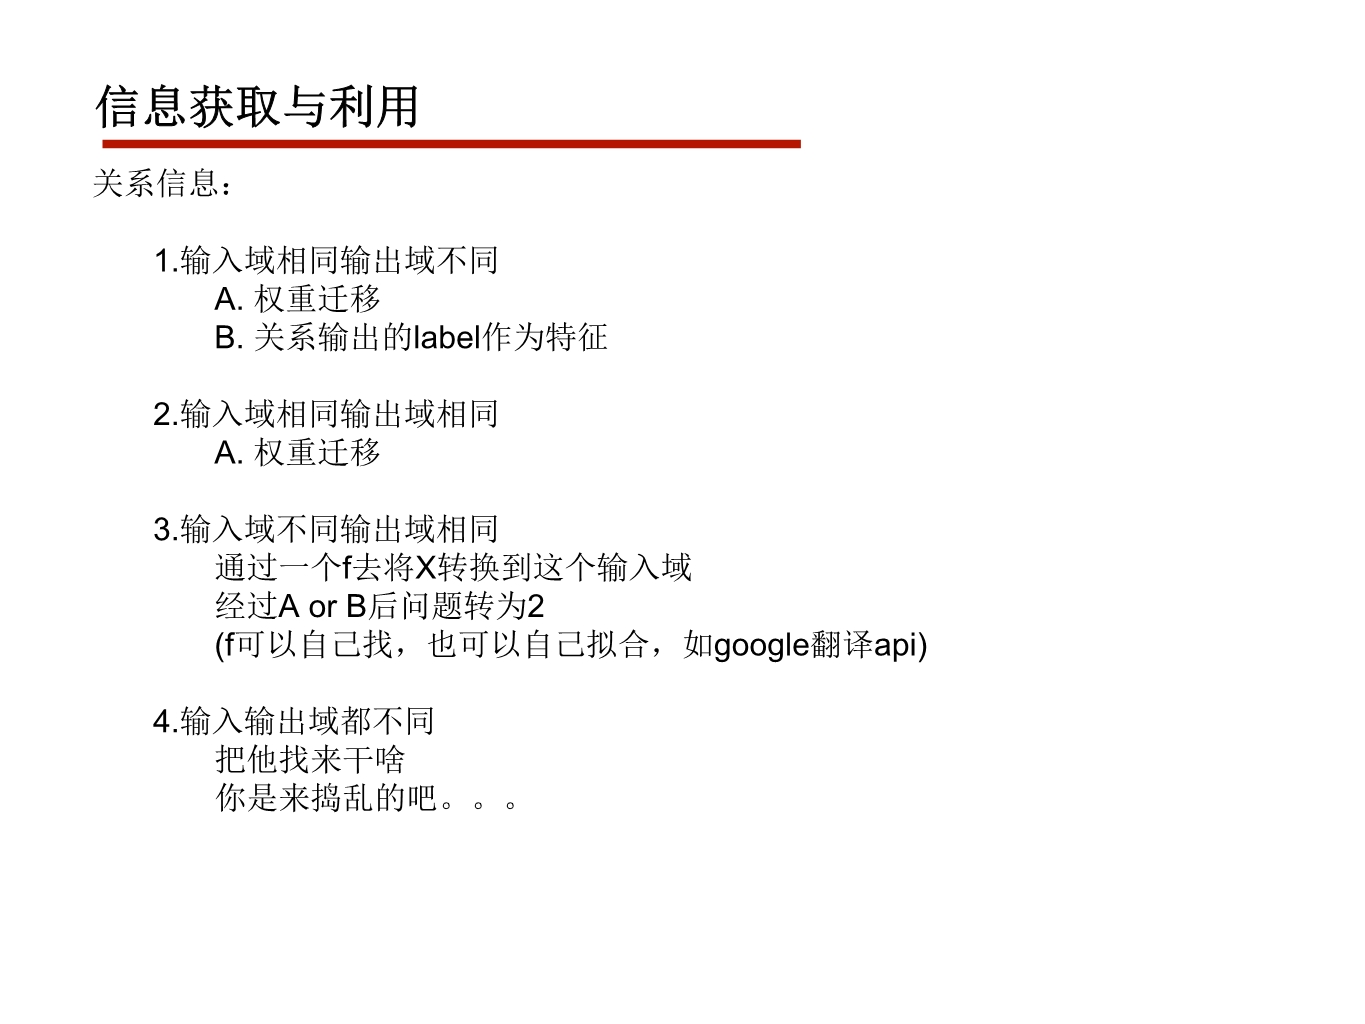 信息获取与利用
关系信息：
1.输入域相同输出域不同
A. 权重迁移
B. 关系输出的label作为特征
2.输入域相同输出域相同
A. 权重迁移
3.输入域不同输出域相同
通过一个f去将X转换到这个输入域
经过A or B后问题转为2
(f可以自己找，也可以自己拟合，如google翻译api)
4.输入输出域都不同
把他找来干啥
你是来捣乱的吧。。。